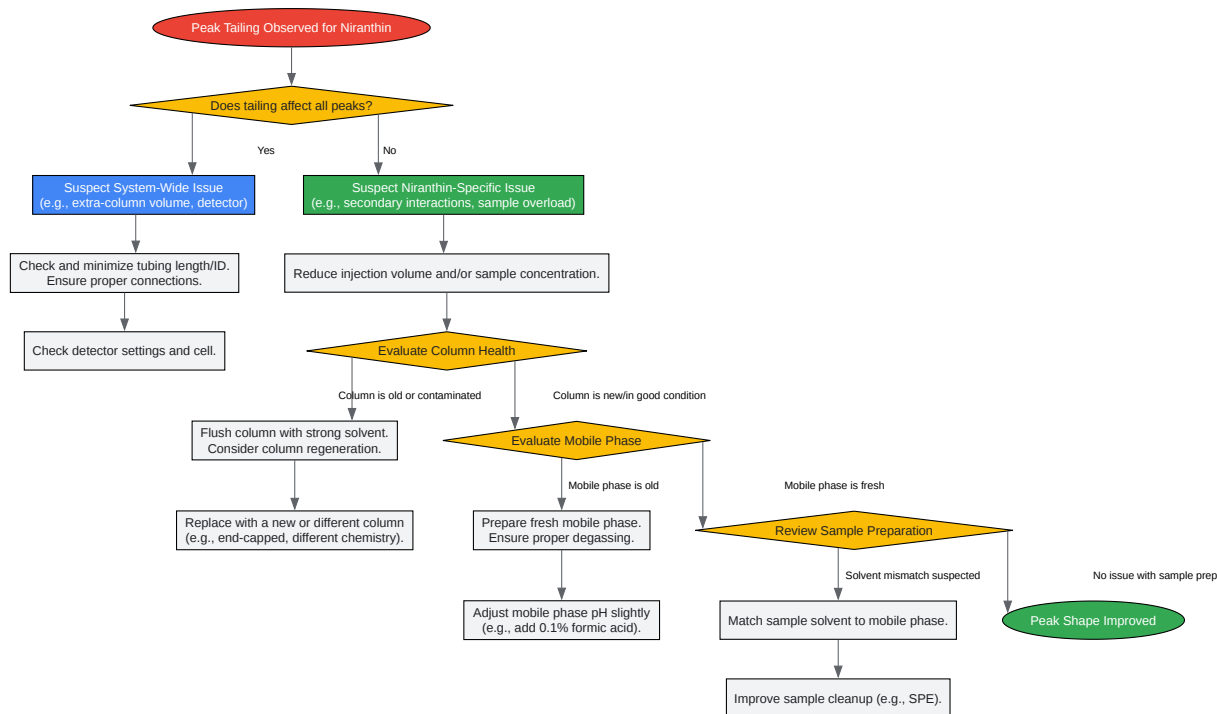 Peak Tailing Observed for Niranthin
Does tailing affect all peaks?
Yes
No
Suspect System-Wide Issue
(e.g., extra-column volume, detector)
Suspect Niranthin-Specific Issue
(e.g., secondary interactions, sample overload)
Check and minimize tubing length/ID.
Ensure proper connections.
Reduce injection volume and/or sample concentration.
Check detector settings and cell.
Evaluate Column Health
Column is old or contaminated
Column is new/in good condition
Flush column with strong solvent.
Consider column regeneration.
Evaluate Mobile Phase
Mobile phase is old
Mobile phase is fresh
Replace with a new or different column
(e.g., end-capped, different chemistry).
Prepare fresh mobile phase.
Ensure proper degassing.
Review Sample Preparation
Solvent mismatch suspected
No issue with sample prep
Adjust mobile phase pH slightly
(e.g., add 0.1% formic acid).
Match sample solvent to mobile phase.
Peak Shape Improved
Improve sample cleanup (e.g., SPE).